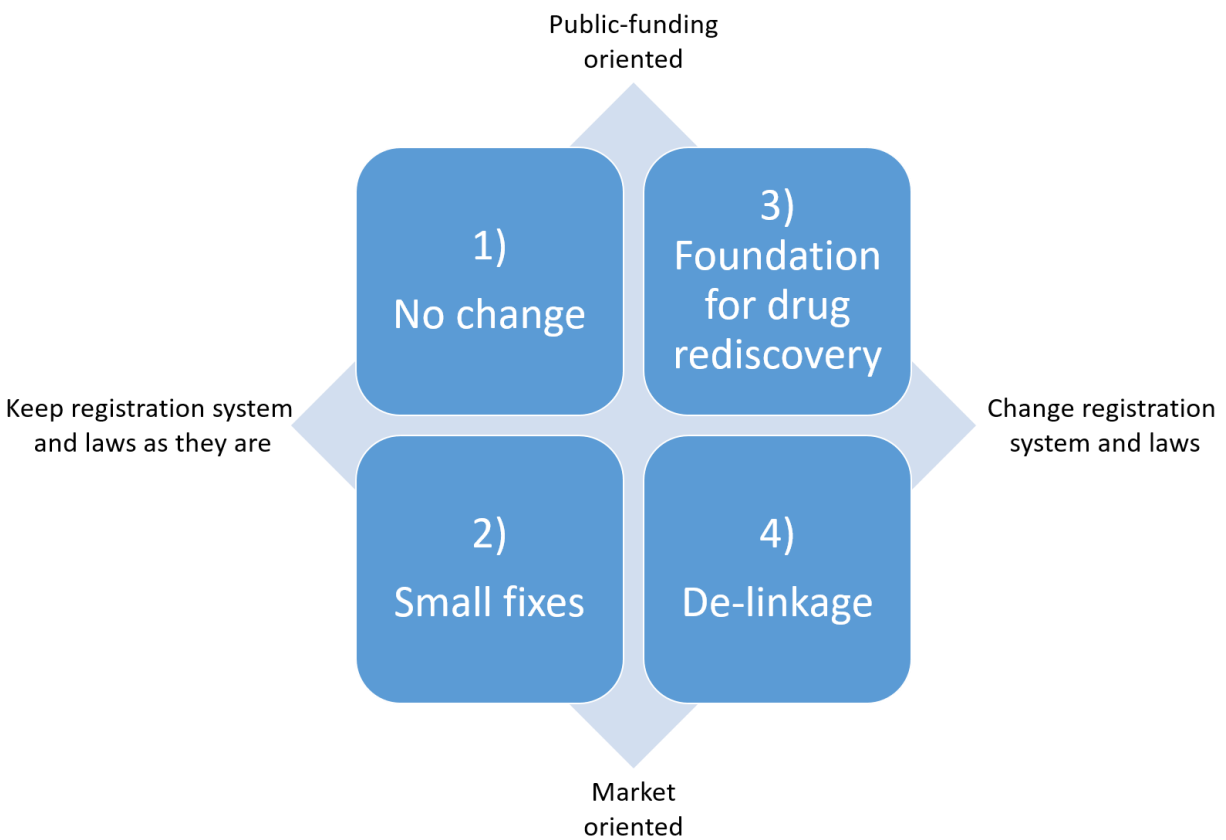 Public-funding
oriented
1)
No change
3)
Foundation
for drug
rediscovery
Keep registration system
and laws as they are
Change registration
system and laws
2)
Small fixes
4)
De-linkage
Market
oriented